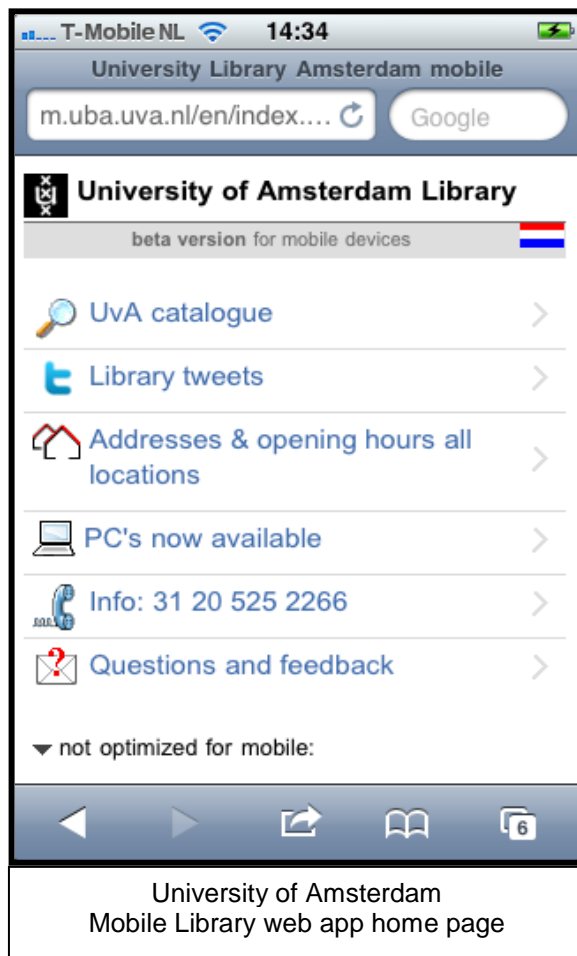 T-Mobile NL 14:34
University Library Amsterdam mobile
m.uba.uva.nl/en/index.... Google
University of Amsterdam Library
beta version for mobile devices
UvA catalogue
Library tweets
Addresses & opening hours all
locations
PC's now available
Info: 31 20 525 2266
Questions and feedback
not optimized for mobile:
6
University of Amsterdam
Mobile Library web app home page